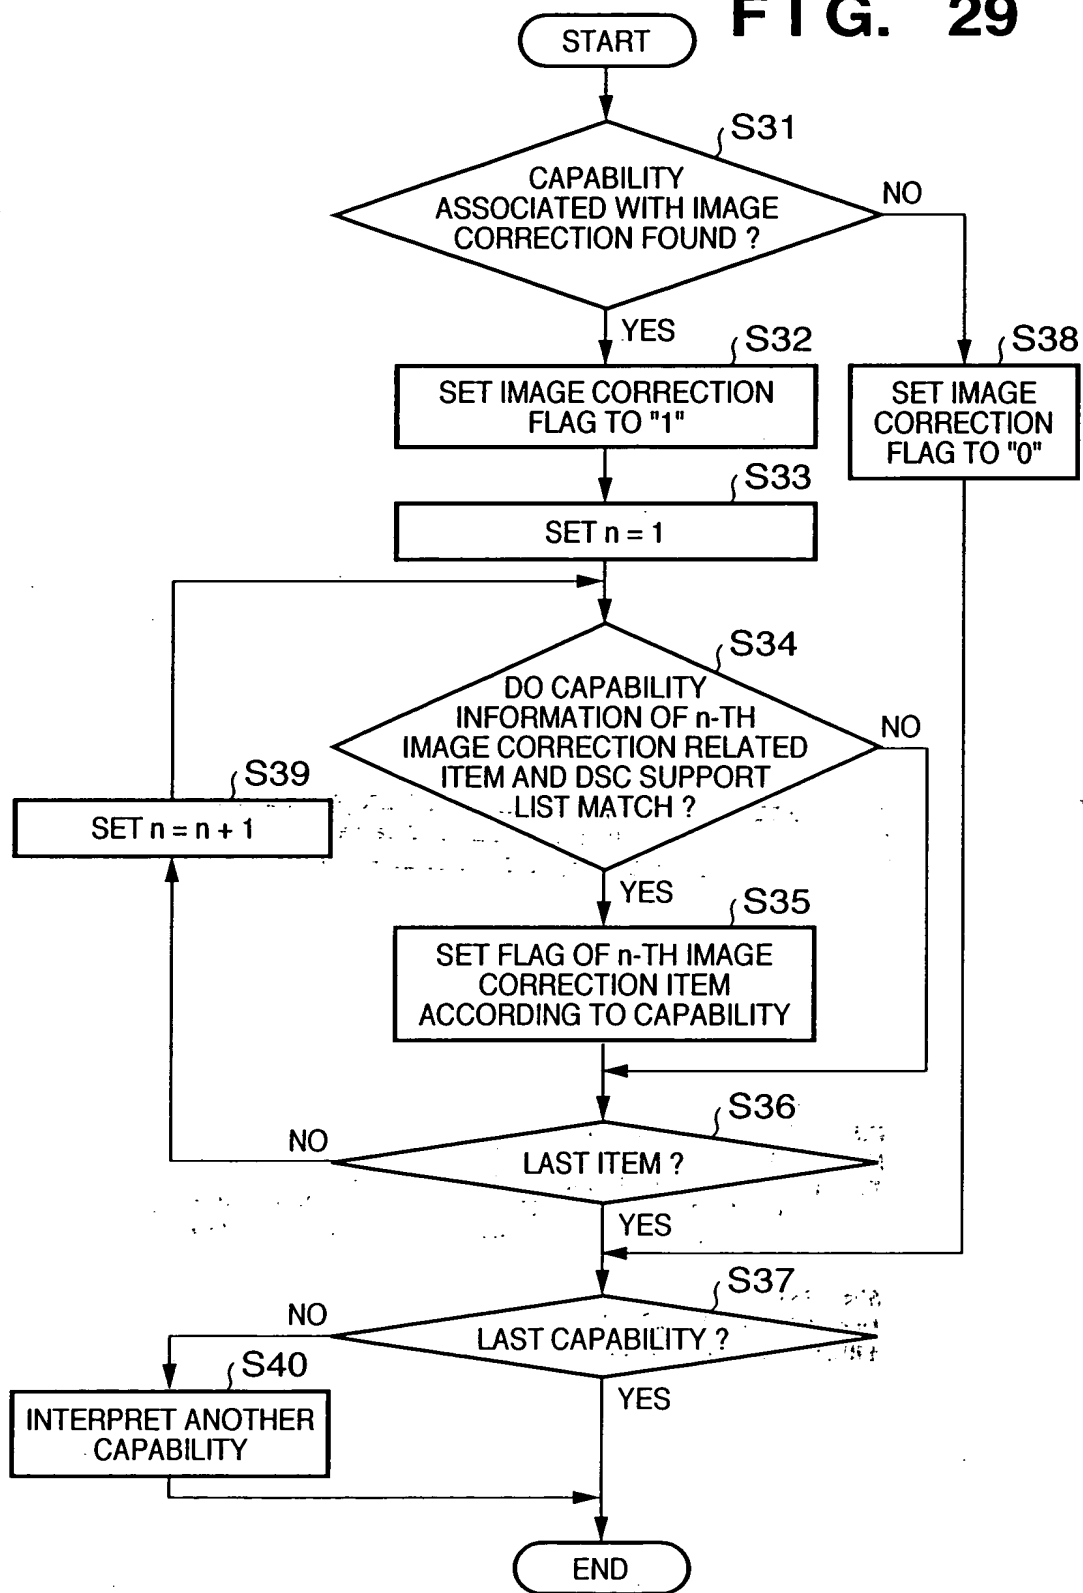 FIG. 29
START
S31
CAPABILITY
ASSOCIATED WITH IMAGE
CORRECTION FOUND ?
NO
YES
S32
SET IMAGE CORRECTION
FLAG TO "1"
S38
SET IMAGE
CORRECTION
FLAG TO "0"
S33
SET n = 1
S34
DO CAPABILITY
INFORMATION OF n-TH
IMAGE CORRECTION RELATED
ITEM AND DSC SUPPORT
LIST MATCH ?
NO
S39
SET n = n + 1
YES
S35
SET FLAG OF n-TH IMAGE
CORRECTION ITEM
ACCORDING TO CAPABILITY
S36
LAST ITEM ?
NO
YES
S37
LAST CAPABILITY ?
NO
YES
S40
INTERPRET ANOTHER
CAPABILITY
END